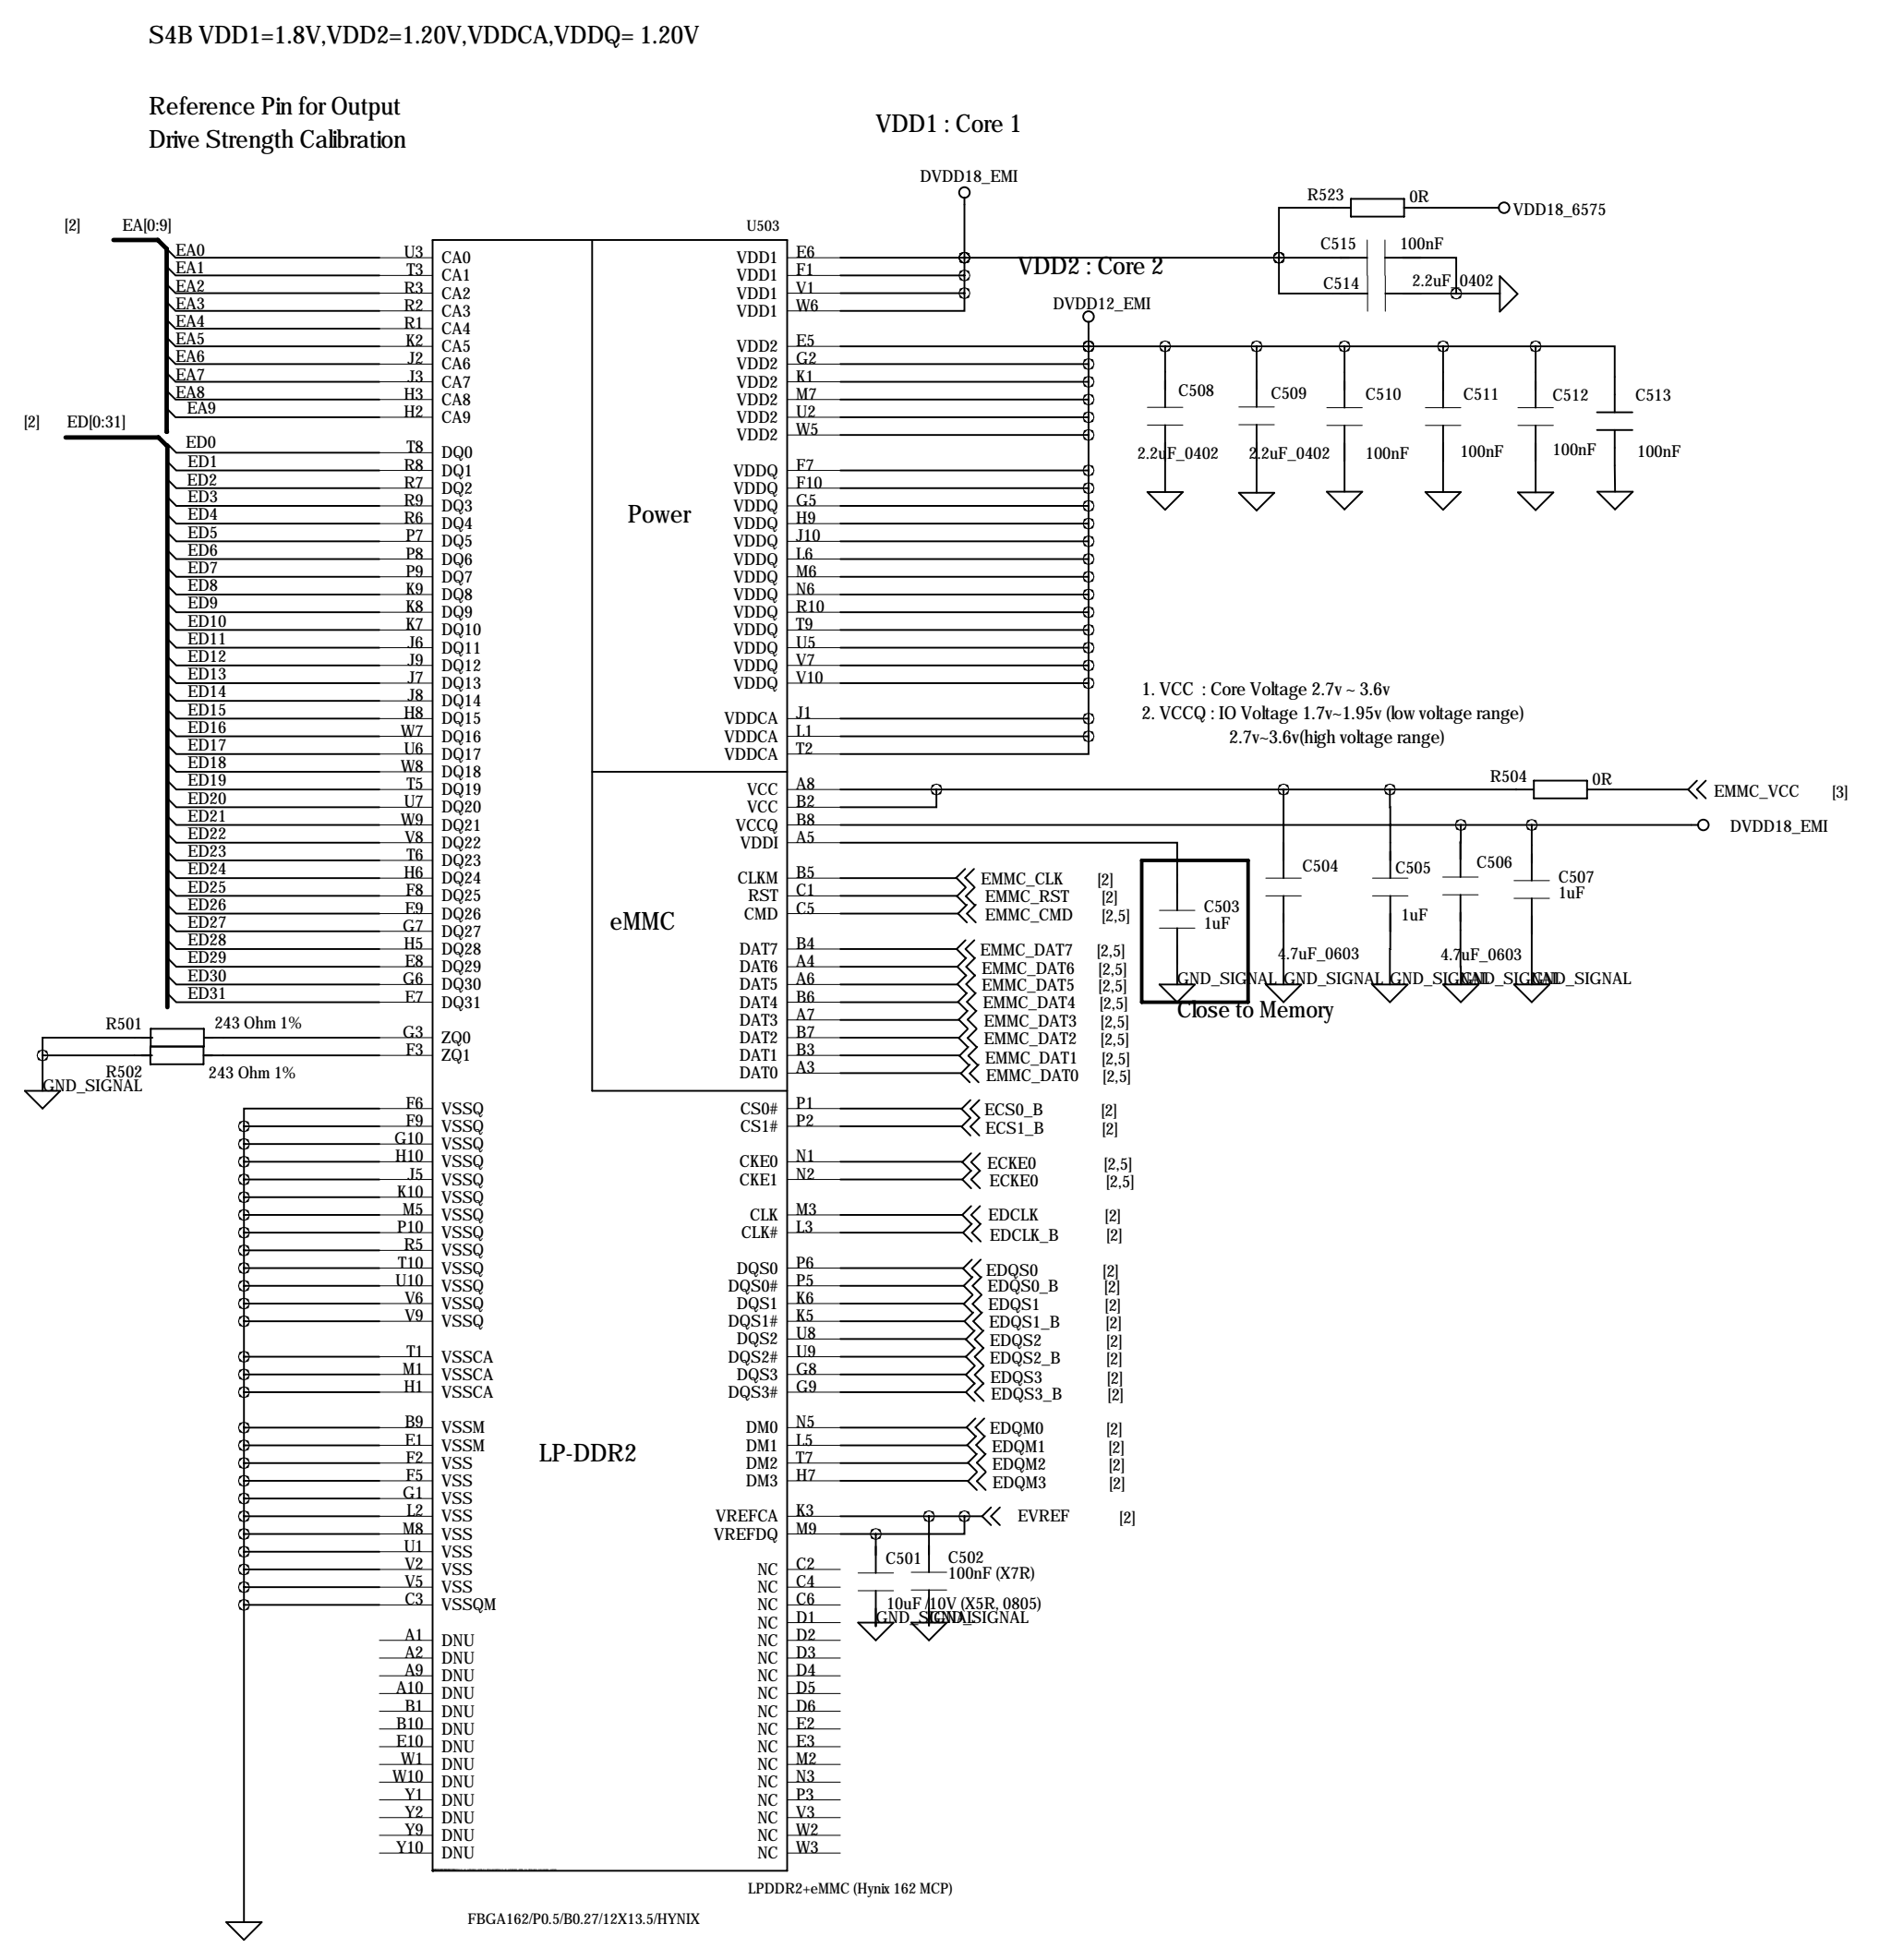 S4B VDD1=1.8V,VDD2=1.20V,VDDCA,VDDQ= 1.20V
Reference Pin for Output
Drive Strength Calibration
VDD1 : Core 1
DVDD18_EMI
R523 0R
VDD18_6575
[2] EA[0:9]
U503
C515 100nF
VDD2 : Core 2
C514 2.2uF_0402
DVDD12_EMI
EA0 U3 CA0 VDD1 E6
EA1 T3 CA1 VDD1 F1
EA2 R3 CA2 VDD1 V1
EA3 R2 CA3 VDD1 W6
EA4 R1 CA4
EA5 K2 CA5 VDD2 E5
EA6 J2 CA6 VDD2 G2
EA7 J3 CA7 VDD2 K1
EA8 H3 CA8 VDD2 M7
EA9 H2 CA9 VDD2 U2
VDD2 W5
C508 C509 C510 C511 C512 C513
2.2uF_0402 2.2uF_0402 100nF 100nF 100nF 100nF
[2] ED[0:31]
ED0 T8 DQ0
ED1 R8 DQ1 VDDQ F7
ED2 R7 DQ2 VDDQ F10
ED3 R9 DQ3 VDDQ G5
ED4 R6 DQ4 VDDQ H9
ED5 P7 DQ5 VDDQ J10
ED6 P8 DQ6 VDDQ L6
ED7 P9 DQ7 VDDQ M6
ED8 K9 DQ8 VDDQ N6
ED9 K8 DQ9 VDDQ R10
ED10 K7 DQ10 VDDQ T9
ED11 J6 DQ11 VDDQ U5
ED12 J9 DQ12 VDDQ V7
ED13 J7 DQ13 VDDQ V10
ED14 J8 DQ14
ED15 H8 DQ15 VDDCA J1
ED16 W7 DQ16 VDDCA L1
ED17 U6 DQ17 VDDCA T2
ED18 W8 DQ18
ED19 T5 DQ19 VCC A8
ED20 U7 DQ20 VCC B2
ED21 W9 DQ21 VCCQ B8
ED22 V8 DQ22 VDDI A5
ED23 T6 DQ23
ED24 H6 DQ24 CLKM B5 EMMC_CLK [2]
ED25 F8 DQ25 RST C1 EMMC_RST [2]
ED26 E9 DQ26 CMD C5 EMMC_CMD [2,5]
ED27 G7 DQ27
ED28 H5 DQ28 DAT7 B4 EMMC_DAT7 [2,5]
ED29 E8 DQ29 DAT6 A4 EMMC_DAT6 [2,5]
ED30 G6 DQ30 DAT5 A6 EMMC_DAT5 [2,5]
ED31 E7 DQ31 DAT4 B6 EMMC_DAT4 [2,5]
DAT3 A7 EMMC_DAT3 [2,5]
R501 243 Ohm 1% G3 ZQ0 DAT2 B7 EMMC_DAT2 [2,5]
R502 243 Ohm 1% F3 ZQ1 DAT1 B3 EMMC_DAT1 [2,5]
GND_SIGNAL DAT0 A3 EMMC_DAT0 [2,5]
Power
eMMC
1. VCC : Core Voltage 2.7v ~ 3.6v
2. VCCQ : IO Voltage 1.7v~1.95v (low voltage range)
2.7v~3.6v(high voltage range)
R504 0R
EMMC_VCC [3]
DVDD18_EMI
C503 1uF
C504 4.7uF_0603
C505 1uF
C506 4.7uF_0603
C507 1uF
GND_SIGNAL GND_SIGNAL GND_SIGNAL GND_SIGNAL GND_SIGNAL
Close to Memory
F6 VSSQ CS0# P1 ECS0_B [2]
F9 VSSQ CS1# P2 ECS1_B [2]
G10 VSSQ
H10 VSSQ CKE0 N1 ECKE0 [2,5]
J5 VSSQ CKE1 N2 ECKE0 [2,5]
K10 VSSQ
M5 VSSQ CLK M3 EDCLK [2]
P10 VSSQ CLK# L3 EDCLK_B [2]
R5 VSSQ
T10 VSSQ DQS0 P6 EDQS0 [2]
U10 VSSQ DQS0# P5 EDQS0_B [2]
V6 VSSQ DQS1 K6 EDQS1 [2]
V9 VSSQ DQS1# K5 EDQS1_B [2]
DQS2 U8 EDQS2 [2]
T1 VSSCA DQS2# U9 EDQS2_B [2]
M1 VSSCA DQS3 G8 EDQS3 [2]
H1 VSSCA DQS3# G9 EDQS3_B [2]
B9 VSSM DM0 N5 EDQM0 [2]
E1 VSSM DM1 L5 EDQM1 [2]
F2 VSS DM2 T7 EDQM2 [2]
F5 VSS DM3 H7 EDQM3 [2]
LP-DDR2
G1 VSS
L2 VSS VREFCA K3 EVREF [2]
M8 VSS VREFDQ M9
U1 VSS
V2 VSS NC C2
V5 VSS NC C4
C3 VSSQM NC C6
NC D1
C501 10uF/10V (X5R, 0805)
C502 100nF (X7R)
GND_SIGNAL GND_SIGNAL
A1 DNU NC D2
A2 DNU NC D3
A9 DNU NC D4
A10 DNU NC D5
B1 DNU NC D6
B10 DNU NC E2
E10 DNU NC E3
W1 DNU NC M2
W10 DNU NC N3
Y1 DNU NC P3
Y2 DNU NC V3
Y9 DNU NC W2
Y10 DNU NC W3
LPDDR2+eMMC (Hynix 162 MCP)
FBGA162/P0.5/B0.27/12X13.5/HYNIX